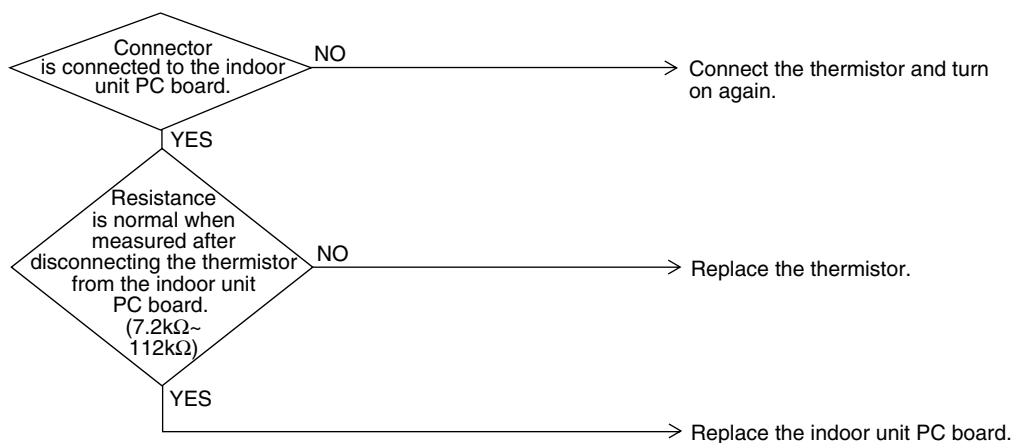 Connector
is connected to the indoor
unit PC board.
NO
Connect the thermistor and turn
on again.
YES
Resistance
is normal when
measured after
disconnecting the thermistor
from the indoor unit
PC board.
(7.2kΩ~
112kΩ)
NO
Replace the thermistor.
YES
Replace the indoor unit PC board.